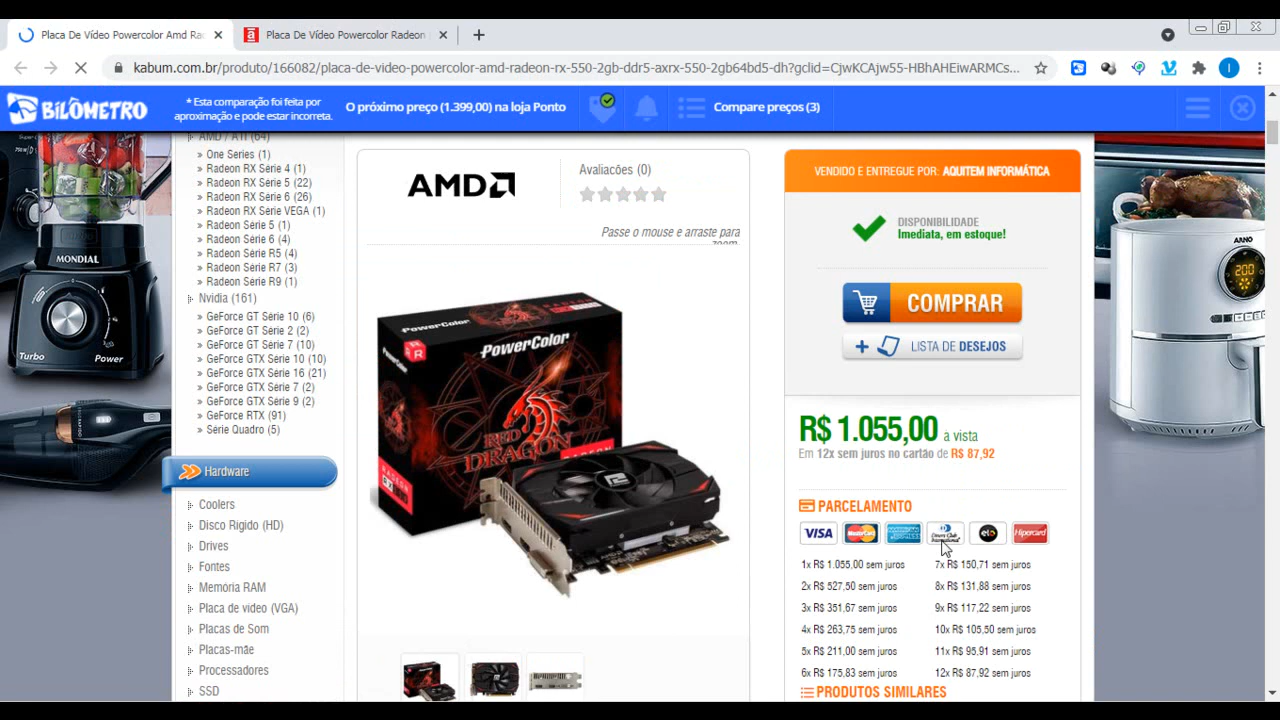 Placa De Vídeo Powercolor Amd Ra
Placa De Vídeo Powercolor Radeon
kabum.com.br/produto/166082/placa-de-video-powercolor-amd-radeon-rx-550-2gb-ddr5-axrx-550-2gb64bd5-dh?gclid=CjwKCAjw55-HBhAHEiwARMCs...
I
BILÔMETRO
* Esta comparação foi feita por
aproximação e pode estar incorreta.
O próximo preço (1.399,00) na loja Ponto
Compare preços (3)
AMD / ATI (64)
One Series (1)
Radeon RX Série 4 (1)
Radeon RX Série 5 (22)
Radeon RX Série 6 (26)
Radeon RX Série VEGA (1)
Radeon Série 5 (1)
Radeon Série 6 (4)
Radeon Série R5 (4)
Radeon Série R7 (3)
Radeon Série R9 (1)
Nvidia (161)
GeForce GT Série 10 (6)
GeForce GT Série 2 (2)
GeForce GT Série 7 (10)
GeForce GTX Série 10 (10)
GeForce GTX Série 16 (21)
GeForce GTX Série 7 (2)
GeForce GTX Série 9 (2)
GeForce RTX (91)
Série Quadro (5)
Hardware
Coolers
Disco Rígido (HD)
Drives
Fontes
Memória RAM
Placa de vídeo (VGA)
Placas de Som
Placas-mãe
Processadores
SSD
MONDIAL
Turbo
Power
AMD
Avaliações (0)
Passe o mouse e arraste para
zoom.
PowerColor
PowerColor
RED
DRAGON
RADEON
VENDIDO E ENTREGUE POR: AQUITEM INFORMÁTICA
DISPONIBILIDADE
Imediata, em estoque!
COMPRAR
LISTA DE DESEJOS
R$ 1.055,00 à vista
Em 12x sem juros no cartão de R$ 87,92
PARCELAMENTO
VISA
MasterCard
Diners Club
International
elo
Hipercard
1x R$ 1.055,00 sem juros
2x R$ 527,50 sem juros
3x R$ 351,67 sem juros
4x R$ 263,75 sem juros
5x R$ 211,00 sem juros
6x R$ 175,83 sem juros
7x R$ 150,71 sem juros
8x R$ 131,88 sem juros
9x R$ 117,22 sem juros
10x R$ 105,50 sem juros
11x R$ 95,91 sem juros
12x R$ 87,92 sem juros
PRODUTOS SIMILARES
ARNO
200